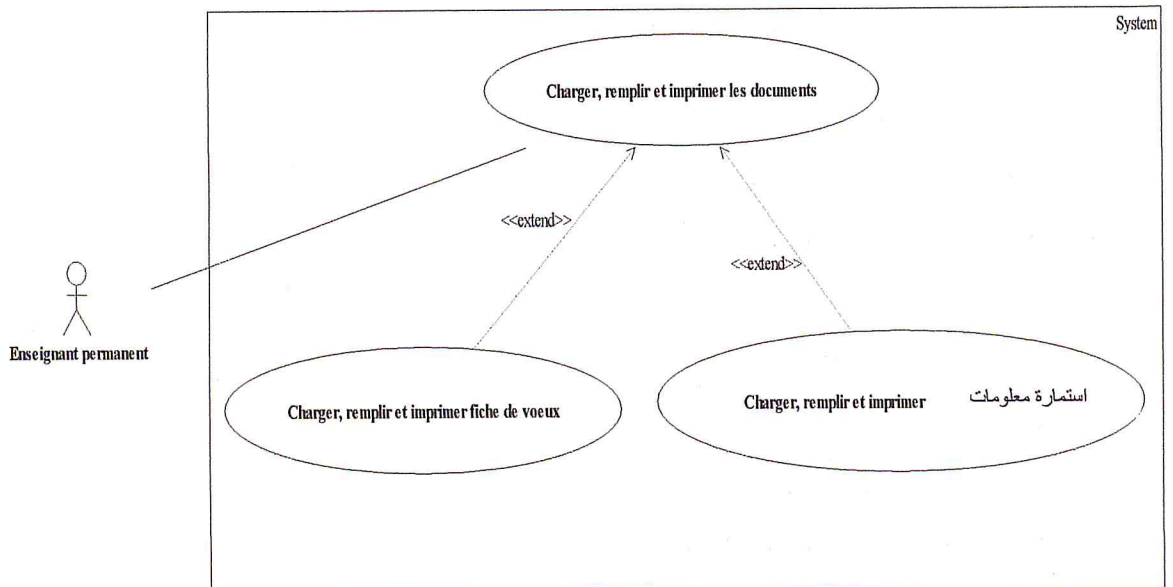 System
Charger, remplir et imprimer les documents
<<extend>>
<<extend>>
Enseignant permanent
Charger, remplir et imprimer fiche de voeux
Charger, remplir et imprimer استمارة معلومات